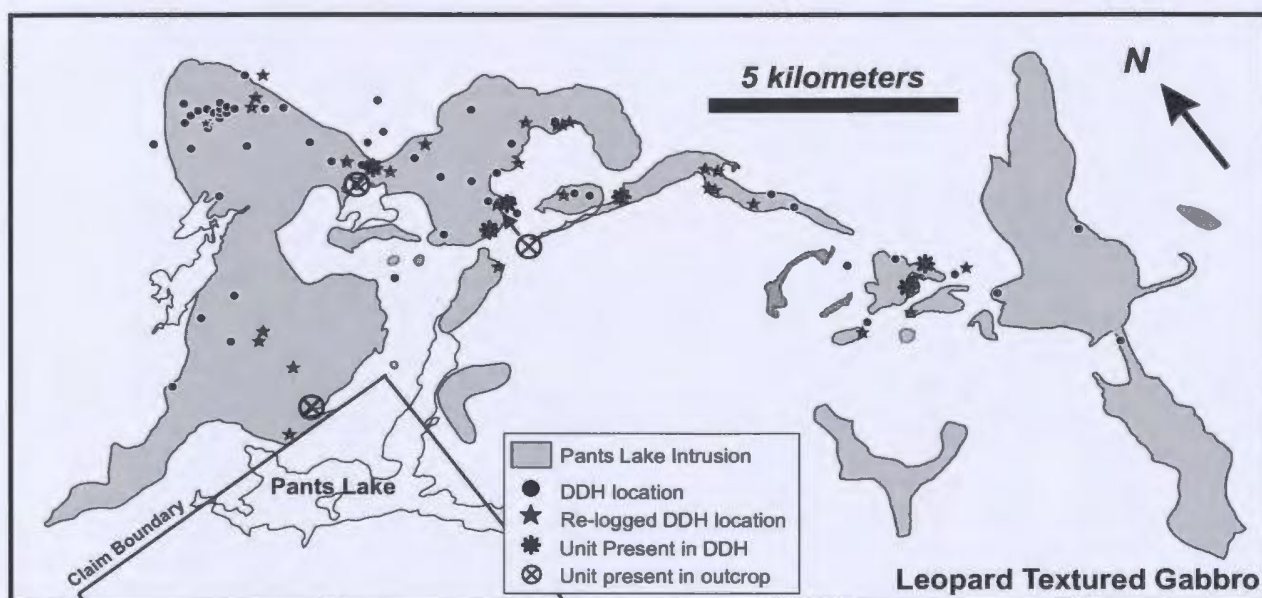 5 kilometers
N
Pants Lake Intrusion
DDH location
Re-logged DDH location
Unit Present in DDH
Unit present in outcrop
Pants Lake
Claim Boundary
Leopard Textured Gabbro